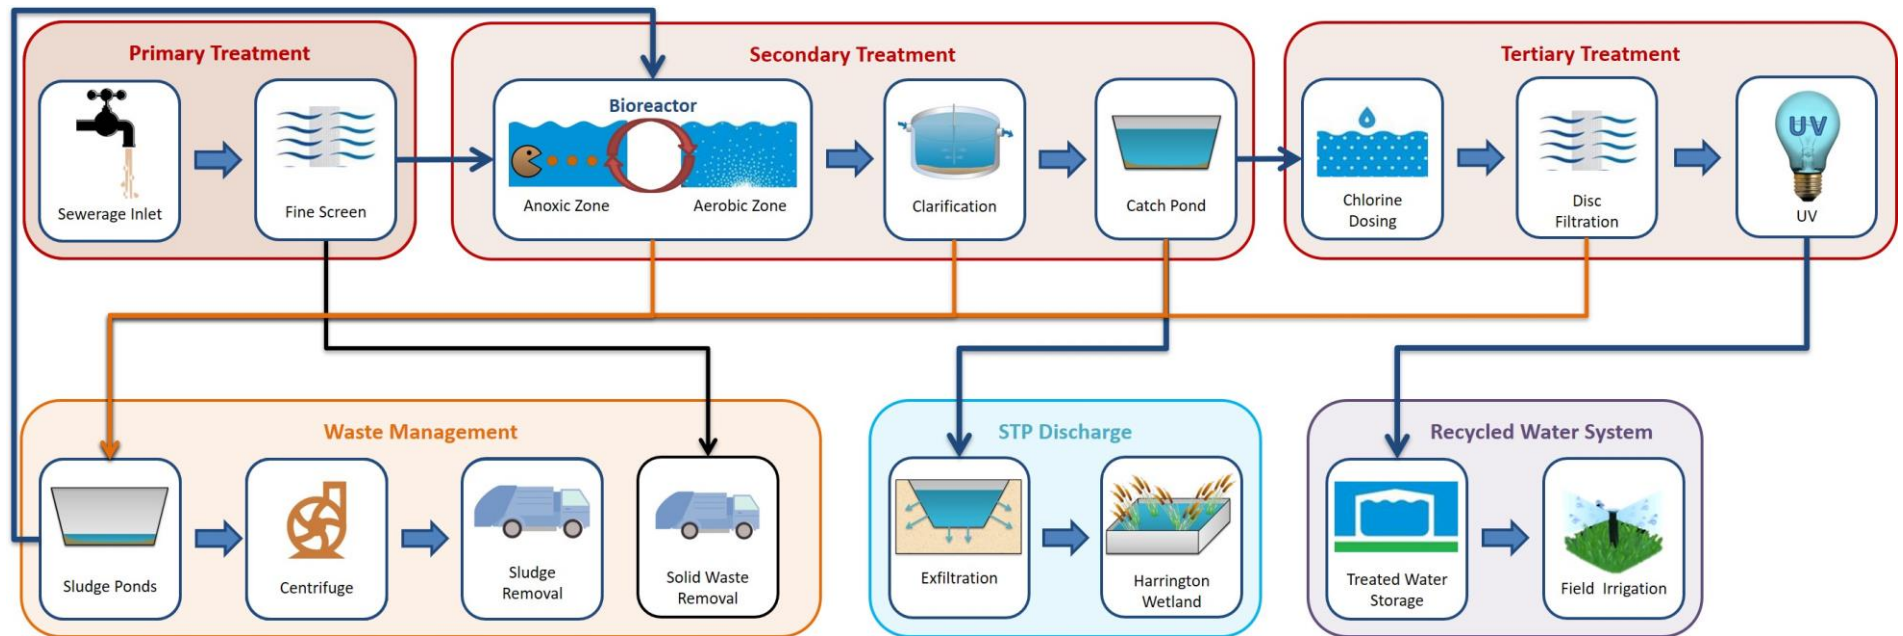 Primary Treatment
Secondary Treatment
Tertiary Treatment
Sewerage Inlet
Fine Screen
Bioreactor
Anoxic Zone
Aerobic Zone
Clarification
Catch Pond
Chlorine
Dosing
Disc
Filtration
UV
UV
Waste Management
STP Discharge
Recycled Water System
Sludge Ponds
Centrifuge
Sludge
Removal
Solid Waste
Removal
Exfiltration
Harrington
Wetland
Treated Water
Storage
Field Irrigation